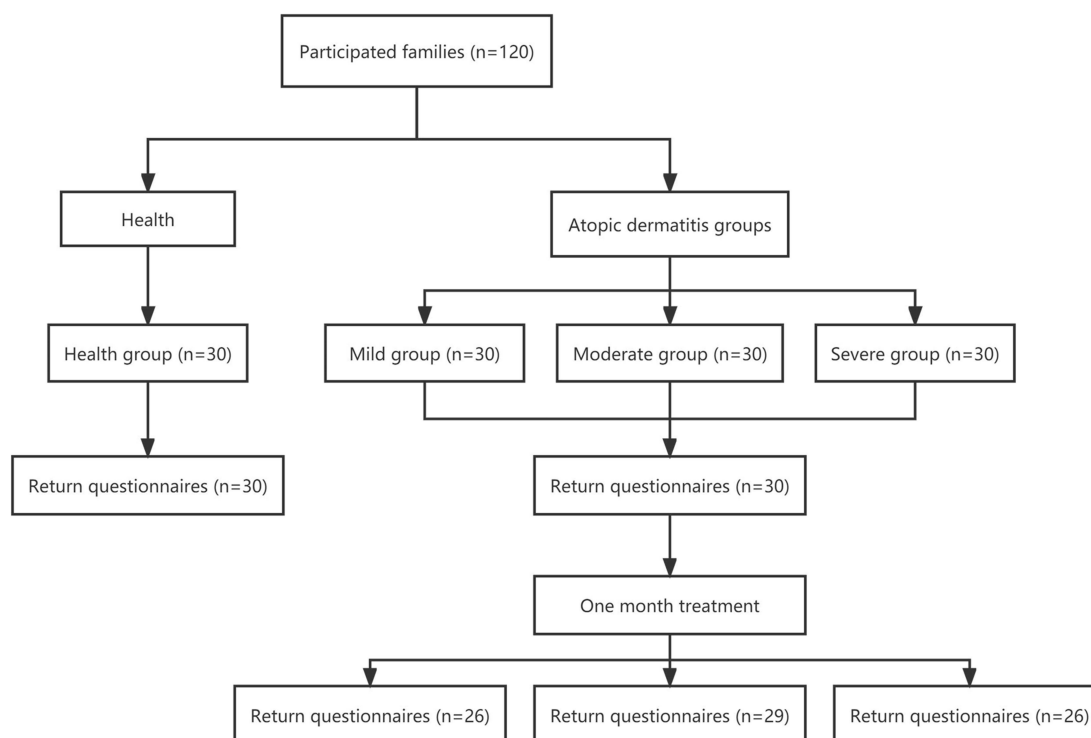 Participated families (n=120)
Health
Atopic dermatitis groups
Health group (n=30)
Mild group (n=30)
Moderate group (n=30)
Severe group (n=30)
Return questionnaires (n=30)
Return questionnaires (n=30)
One month treatment
Return questionnaires (n=26)
Return questionnaires (n=29)
Return questionnaires (n=26)